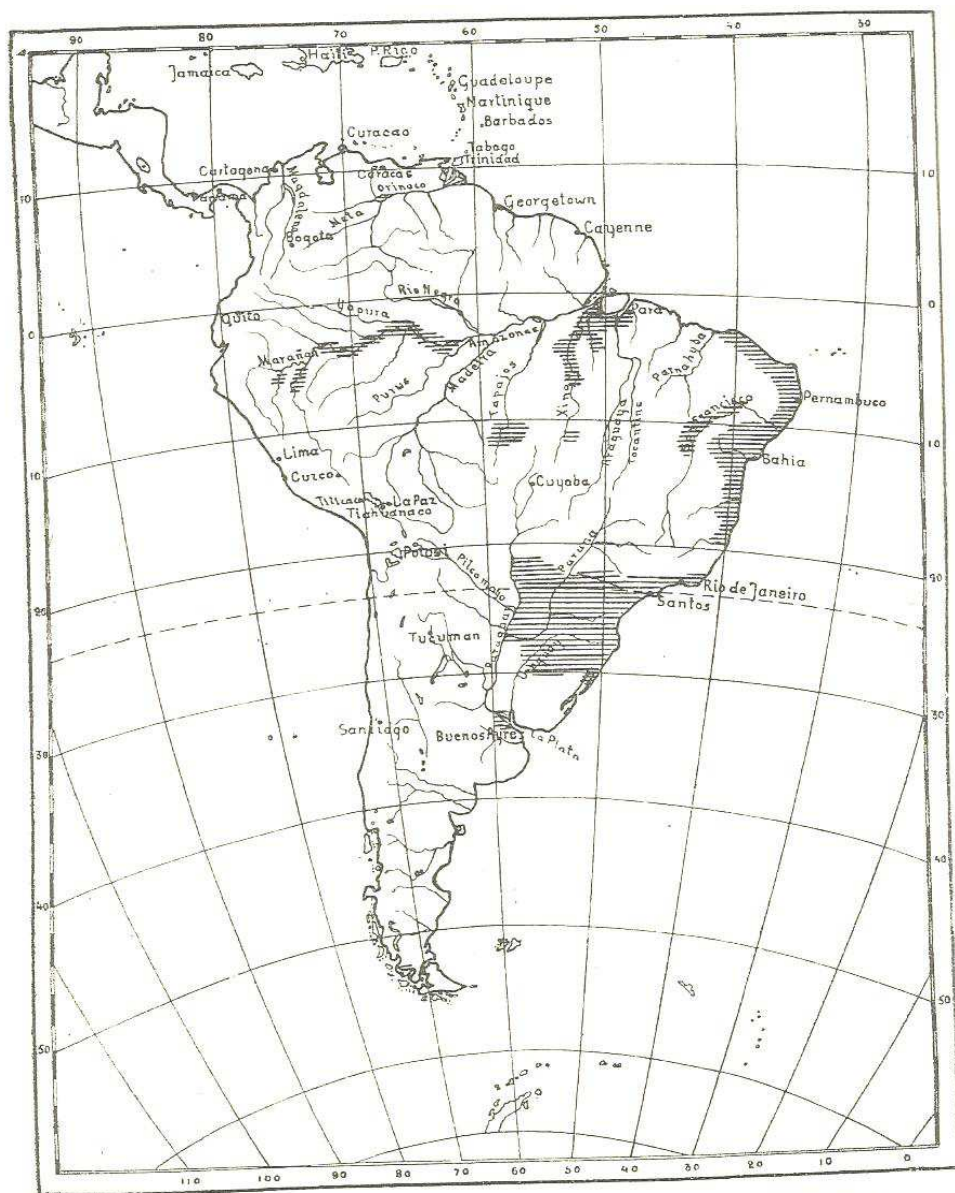 90 80 70 60 50 40 30
Jamaica
Haiti
P. Rico
Guadeloupe
Martinique
Barbados
Curacao
Tabago
Trinidad
Cartagena
Magdalena
Caracas
Orinoco
10
10
Panama
Meta
Bogota
Georgetown
Cayenne
Rio Negro
Yapura
Quito
0
0
Para
Amazonas
Marañon
Purus
Madeira
Tapajos
Xingu
Araguaya
Tocantins
Parnahyba
Francisco
Pernambuco
10
10
Lima
Cuzco
Bahia
Cuyaba
Titicaca
La Paz
Tiahuanaco
Potosi
Pilcomayo
Parana
20
20
Rio de Janeiro
Santos
Tucuman
Paraguay
Uruguay
Santiago
Buenos Ayres
La Plata
30
30
40
40
50
50
110 100 90 80 70 60 50 40 30 20 10 0